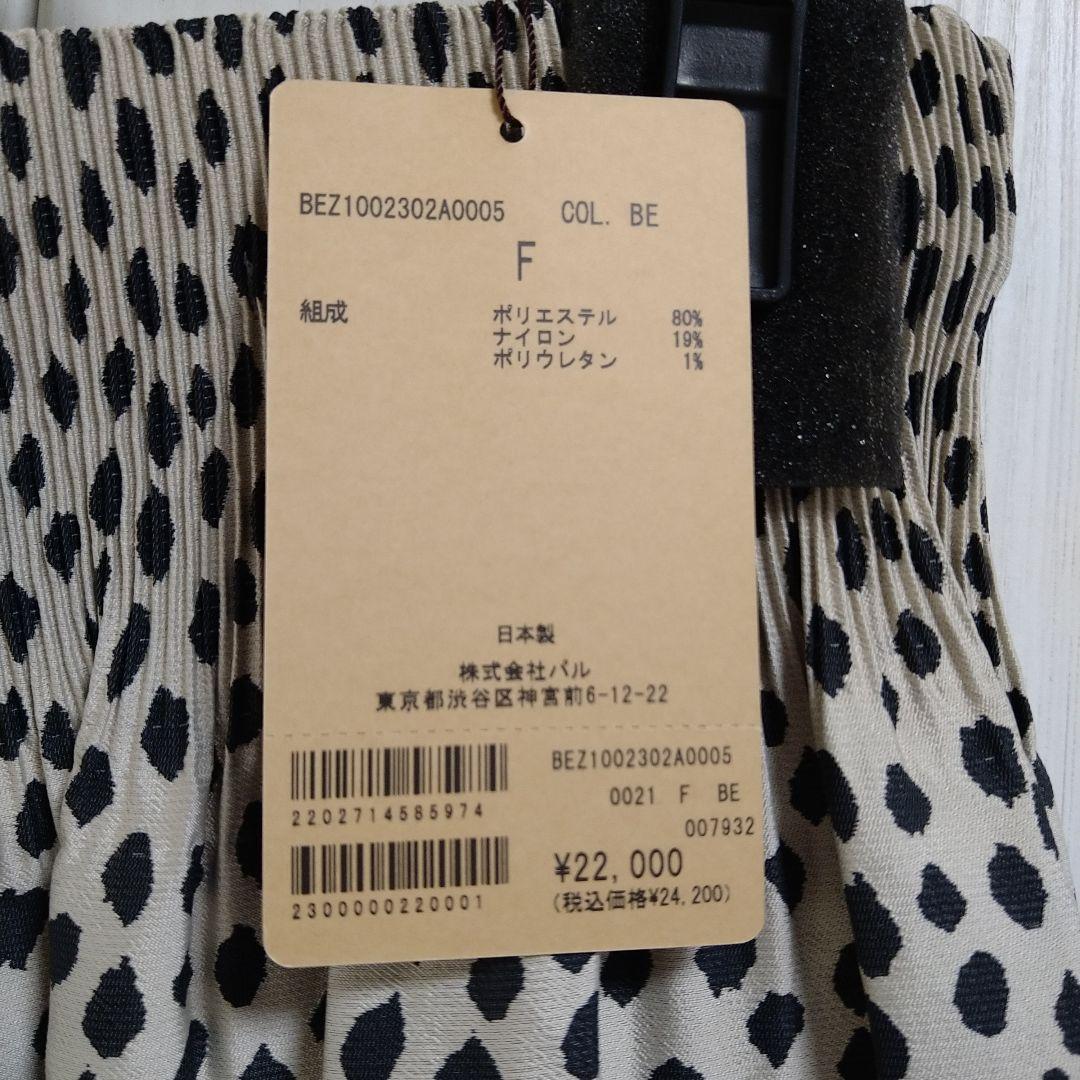 BEZ1002302A0005 COL. BE
F
組成 ポリエステル 80%
ナイロン 19%
ポリウレタン 1%
日本製
株式会社パル
東京都渋谷区神宮前6-12-22
BEZ1002302A0005
2202714585974 0021 F BE
007932
¥22,000
2300000220001 (税込価格¥24,200)